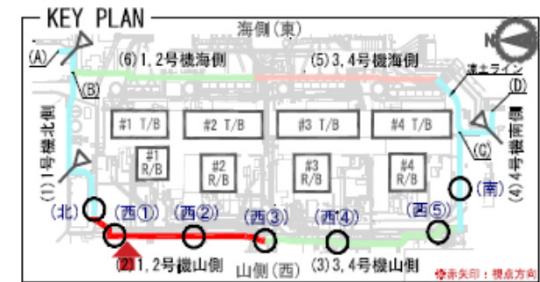 KEY PLAN
海側(東)
N
(A)
(6)1,2号機海側
(5)3,4号機海側
凍土ライン
(D)
(B)
#1 T/B
#2 T/B
#3 T/B
#4 T/B
(C)
(1)1号機北側
#1
R/B
#2
R/B
#3
R/B
#4
R/B
(4)4号機南側
(北)
(西①)
(西②)
(西③)
(西④)
(西⑤)
(南)
(2)1,2号機山側
山側(西)
(3)3,4号機山側
赤矢印:視点方向